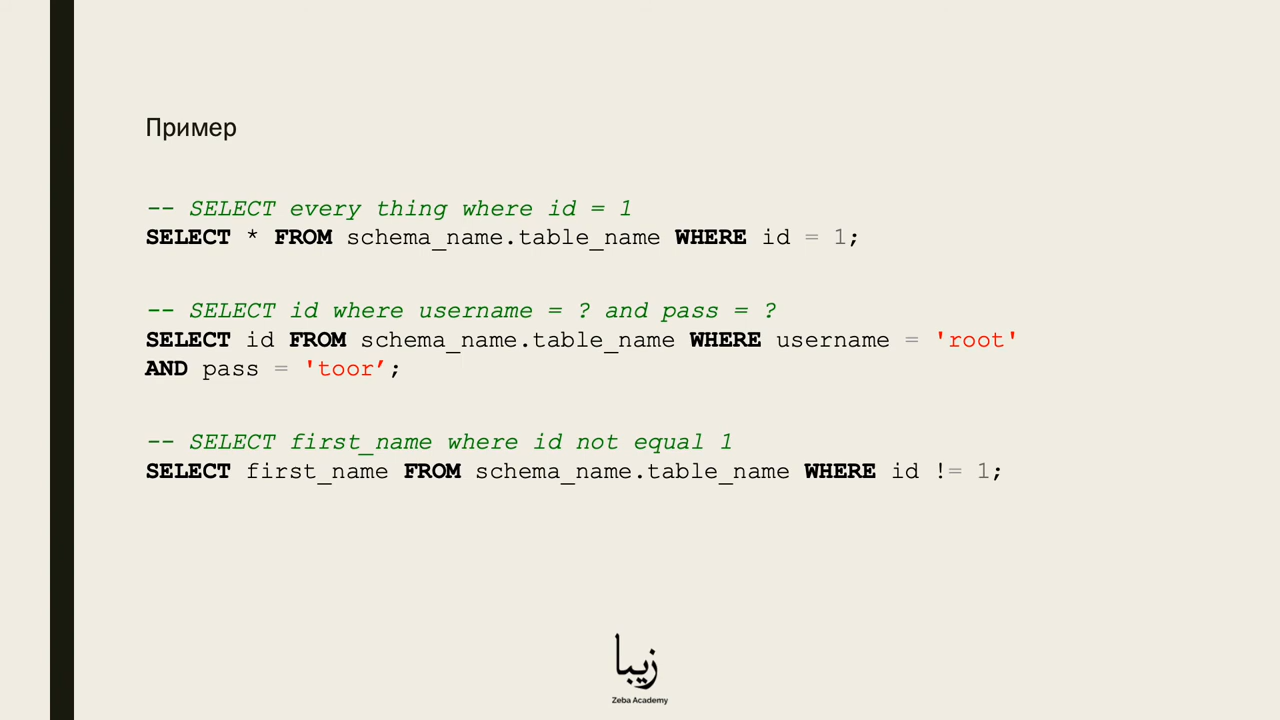 Пример
-- SELECT every thing where id = 1
SELECT * FROM schema_name.table_name WHERE id = 1;
-- SELECT id where username = ? and pass = ?
SELECT id FROM schema_name.table_name WHERE username = 'root'
AND pass = 'toor’;
-- SELECT first_name where id not equal 1
SELECT first_name FROM schema_name.table_name WHERE id != 1;
زیبا
Zeba Academy